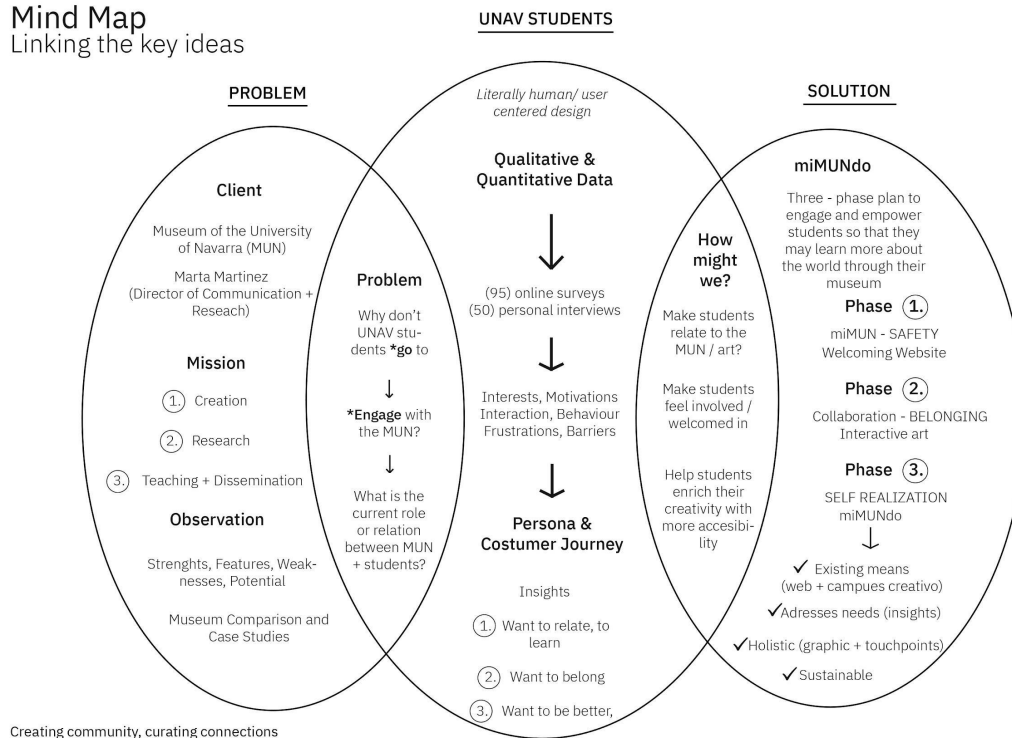 Mind Map
Linking the key ideas
PROBLEM
Client
Museum of the University
of Navarra (MUN)
Marta Martinez
(Director of Communication +
Reseach)
Mission
1. Creation
2. Research
3. Teaching + Dissemination
Observation
Strenghts, Features, Weak-
nesses, Potential
Museum Comparison and
Case Studies
Problem
Why don't
UNAV stu-
dents *go to
*Engage with
the MUN?
What is the
current role
or relation
between MUN
+ students?
UNAV STUDENTS
Literally human/ user
centered design
Qualitative &
Quantitative Data
(95) online surveys
(50) personal interviews
Interests, Motivations
Interaction, Behaviour
Frustrations, Barriers
Persona &
Costumer Journey
Insights
1. Want to relate, to
learn
2. Want to belong
3. Want to be better,
How
might
we?
Make students
relate to the
MUN / art?
Make students
feel involved /
welcomed in
Help students
enrich their
creativity with
more accesibi-
lity
SOLUTION
miMUNdo
Three - phase plan to
engage and empower
students so that they
may learn more about
the world through their
museum
Phase 1.
miMUN - SAFETY
Welcoming Website
Phase 2.
Collaboration - BELONGING
Interactive art
Phase 3.
SELF REALIZATION
miMUNdo
✓ Existing means
(web + campues creativo)
✓ Adresses needs (insights)
✓ Holistic (graphic + touchpoints)
✓ Sustainable
Creating community, curating connections